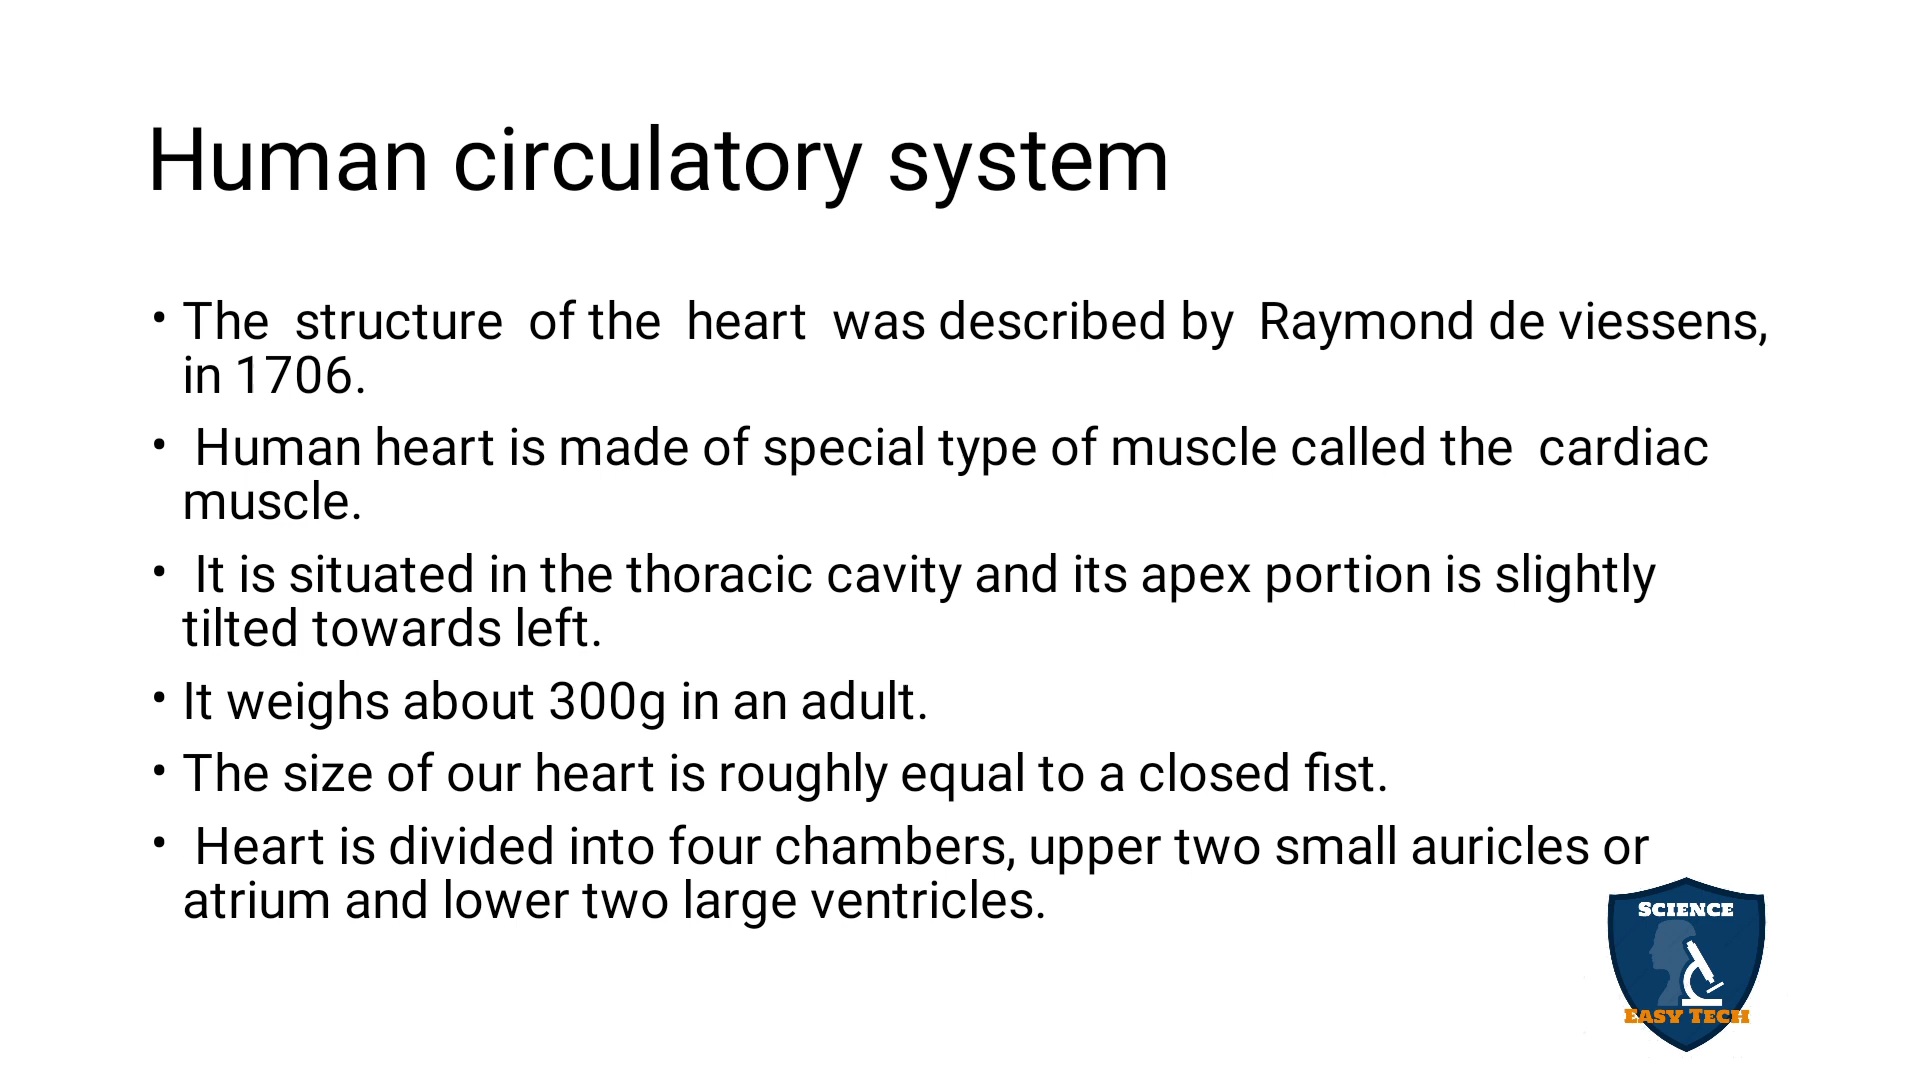 Human circulatory system
• The structure of the heart was described by Raymond de viessens,
in 1706.
• Human heart is made of special type of muscle called the cardiac
muscle.
• It is situated in the thoracic cavity and its apex portion is slightly
tilted towards left.
• It weighs about 300g in an adult.
• The size of our heart is roughly equal to a closed fist.
• Heart is divided into four chambers, upper two small auricles or
atrium and lower two large ventricles.
SCIENCE
EASY TECH